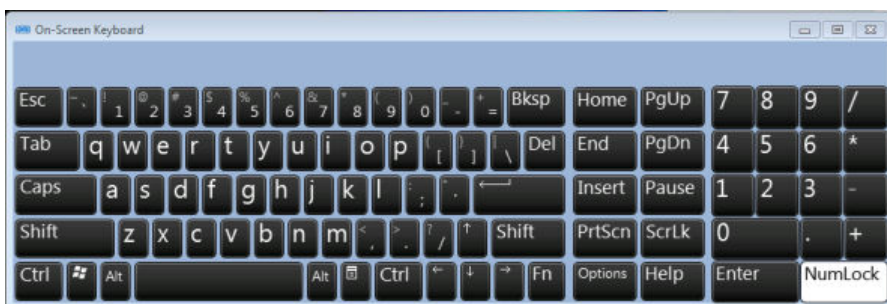 On-Screen Keyboard
Esc ~ ` ! 1 @ 2 # 3 $ 4 % 5 ^ 6 & 7 * 8 ( 9 ) 0 _ - + = Bksp Home PgUp 7 8 9 /
Tab q w e r t y u i o p { [ } ] | \ Del End PgDn 4 5 6 *
Caps a s d f g h j k l : ; " ' Insert Pause 1 2 3 -
Shift z x c v b n m < , > . ? / ↑ Shift PrtScn ScrLk 0 . +
Ctrl Alt Alt Ctrl ← ↓ → Fn Options Help Enter NumLock